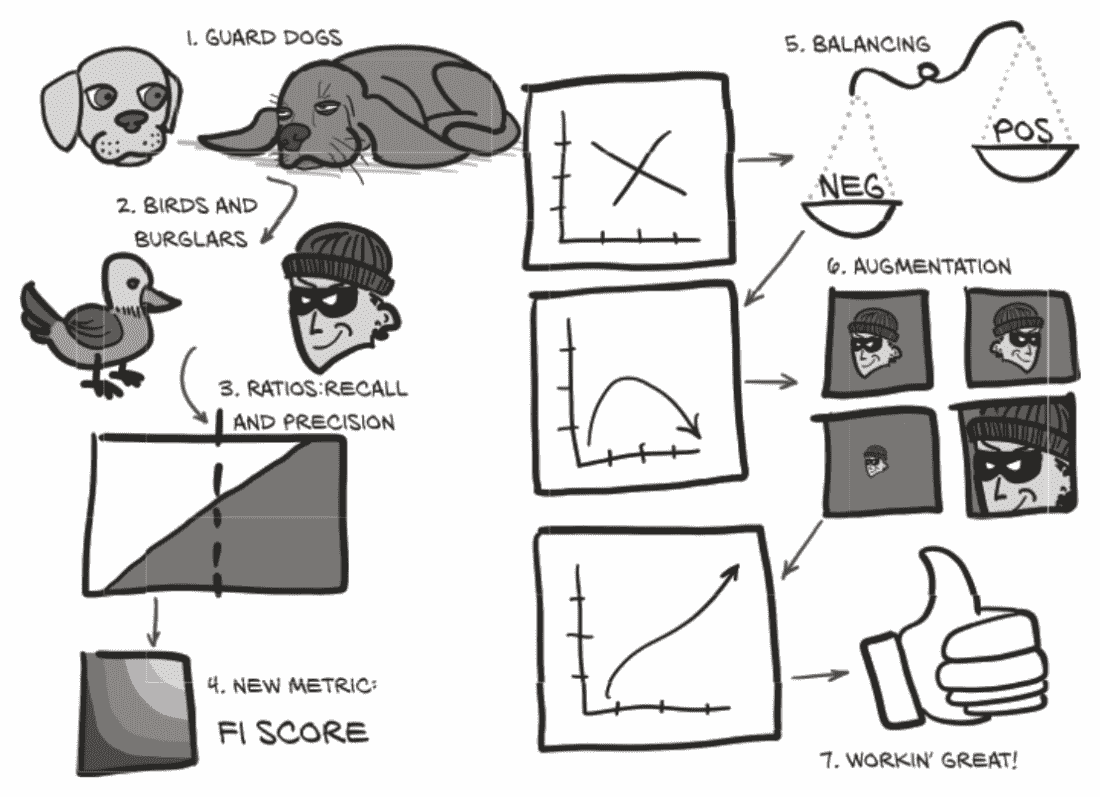 1. GUARD DOGS
2. BIRDS AND
BURGLARS
3. RATIOS:RECALL
AND PRECISION
4. NEW METRIC:
F1 SCORE
5. BALANCING
POS
NEG
6. AUGMENTATION
7. WORKIN' GREAT!